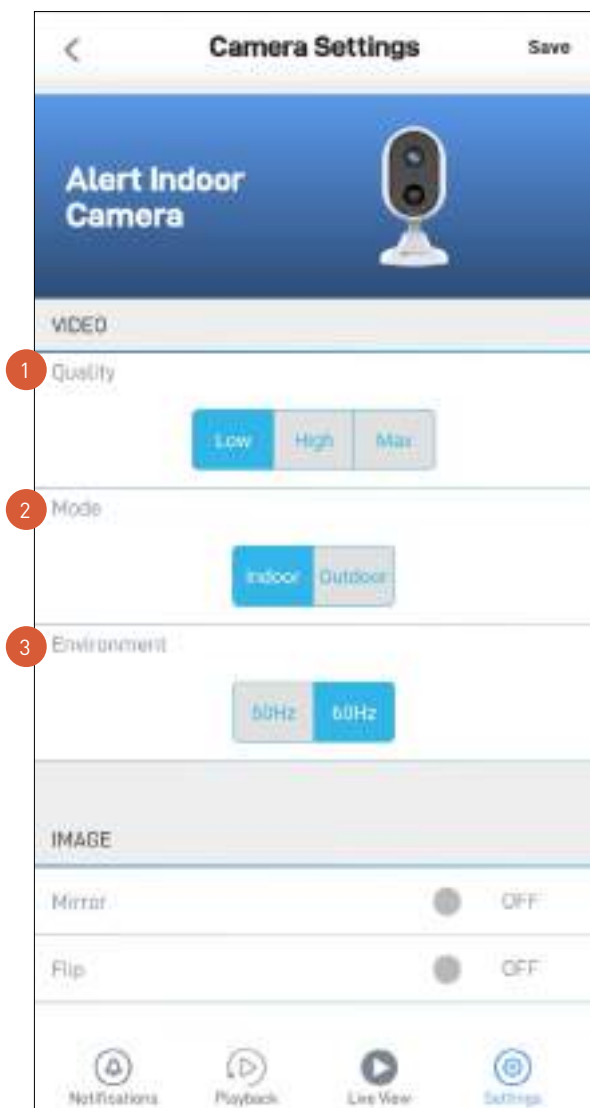 Camera Settings Save
Alert Indoor
Camera
VIDEO
1 Quality
Low High Max
2 Mode
Indoor Outdoor
3 Environment
50Hz 60Hz
IMAGE
Mirror OFF
Flip OFF
Notifications Playback Live View Settings